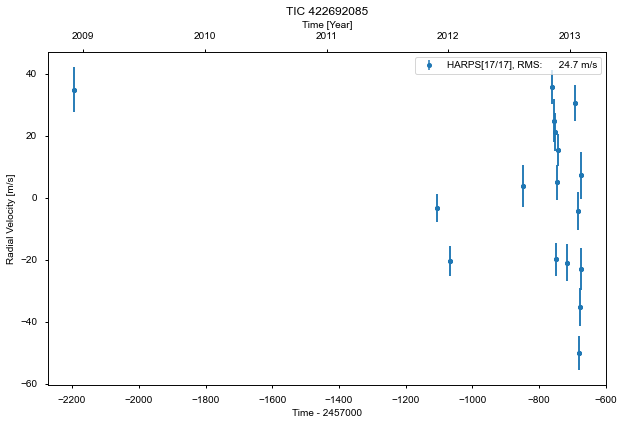 TIC 422692085
Time [Year]
2009 2010 2011 2012 2013
HARPS[17/17], RMS: 24.7 m/s
Radial Velocity [m/s]
40
20
0
−20
−40
−60
−2200 −2000 −1800 −1600 −1400 −1200 −1000 −800 −600
Time - 2457000